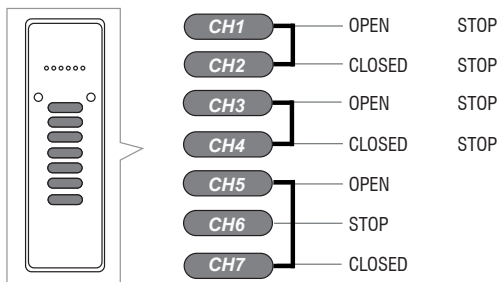 CH1 OPEN STOP
CH2 CLOSED STOP
CH3 OPEN STOP
CH4 CLOSED STOP
CH5 OPEN
CH6 STOP
CH7 CLOSED